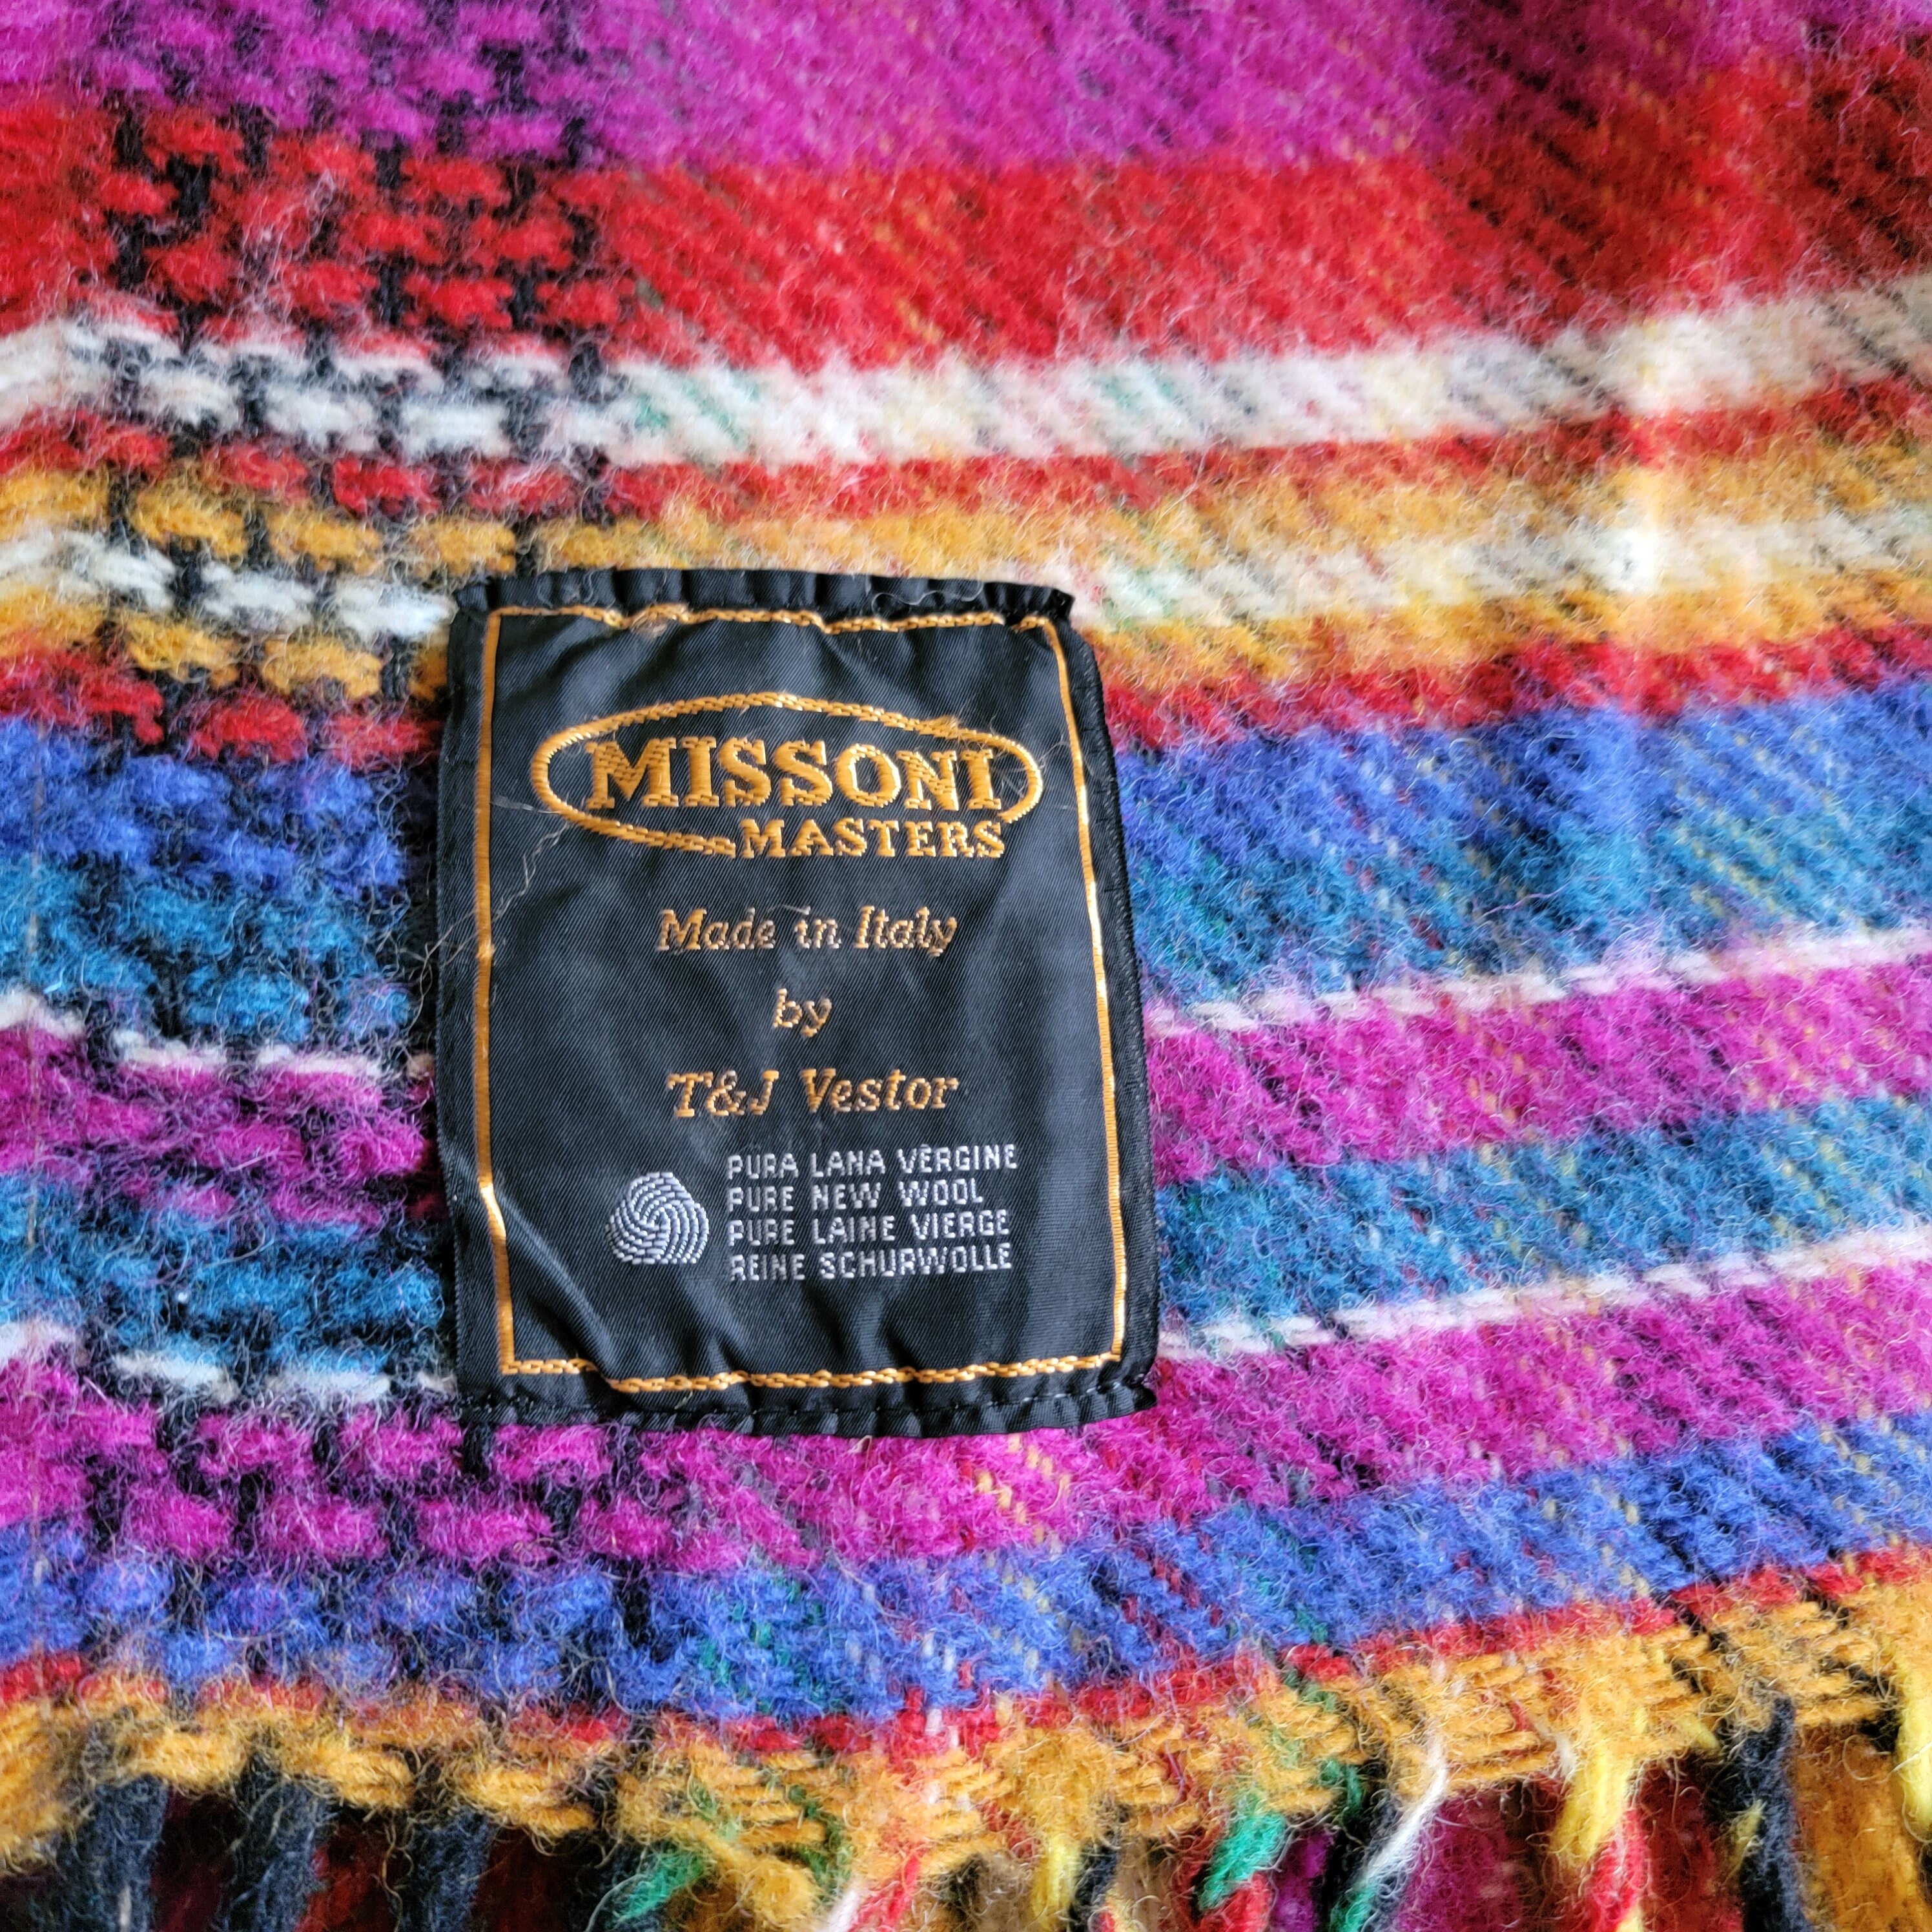 MISSONI
MASTERS
Made in Italy
by
T&J Vestor
PURA LANA VERGINE
PURE NEW WOOL
PURE LAINE VIERGE
REINE SCHURWOLLE